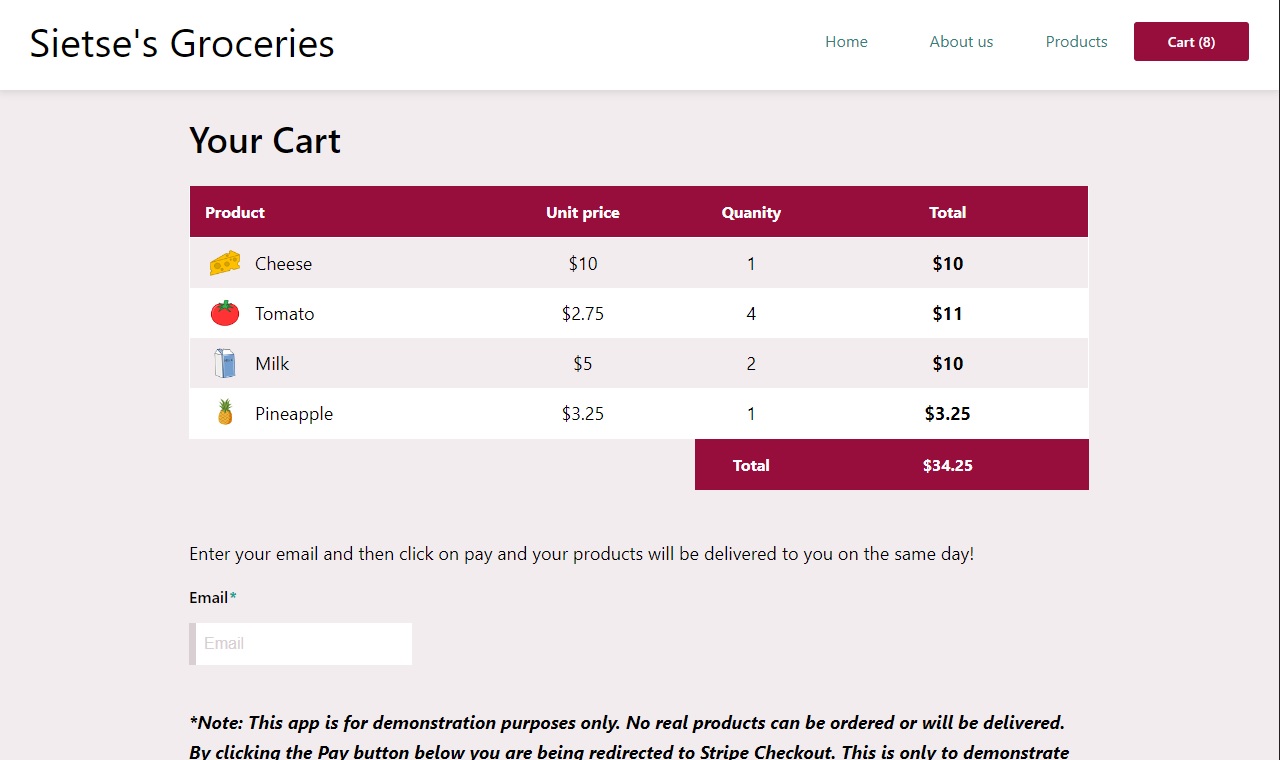 Sietse's Groceries
Home About us Products Cart (8)
Your Cart
Product Unit price Quanity Total
Cheese $10 1 $10
Tomato $2.75 4 $11
Milk $5 2 $10
Pineapple $3.25 1 $3.25
Total $34.25
Enter your email and then click on pay and your products will be delivered to you on the same day!
Email*
Email
*Note: This app is for demonstration purposes only. No real products can be ordered or will be delivered.
By clicking the Pay button below you are being redirected to Stripe Checkout. This is only to demonstrate